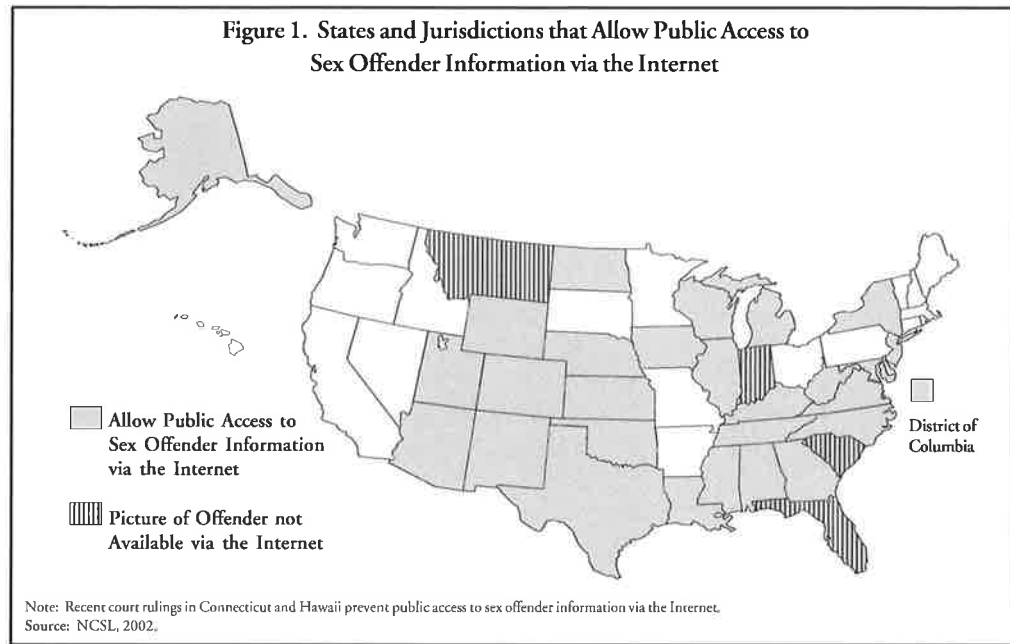 Figure 1. States and Jurisdictions that Allow Public Access to
Sex Offender Information via the Internet
Allow Public Access to
Sex Offender Information
via the Internet
District of
Columbia
Picture of Offender not
Available via the Internet
Note: Recent court rulings in Connecticut and Hawaii prevent public access to sex offender information via the Internet.
Source: NCSL, 2002.